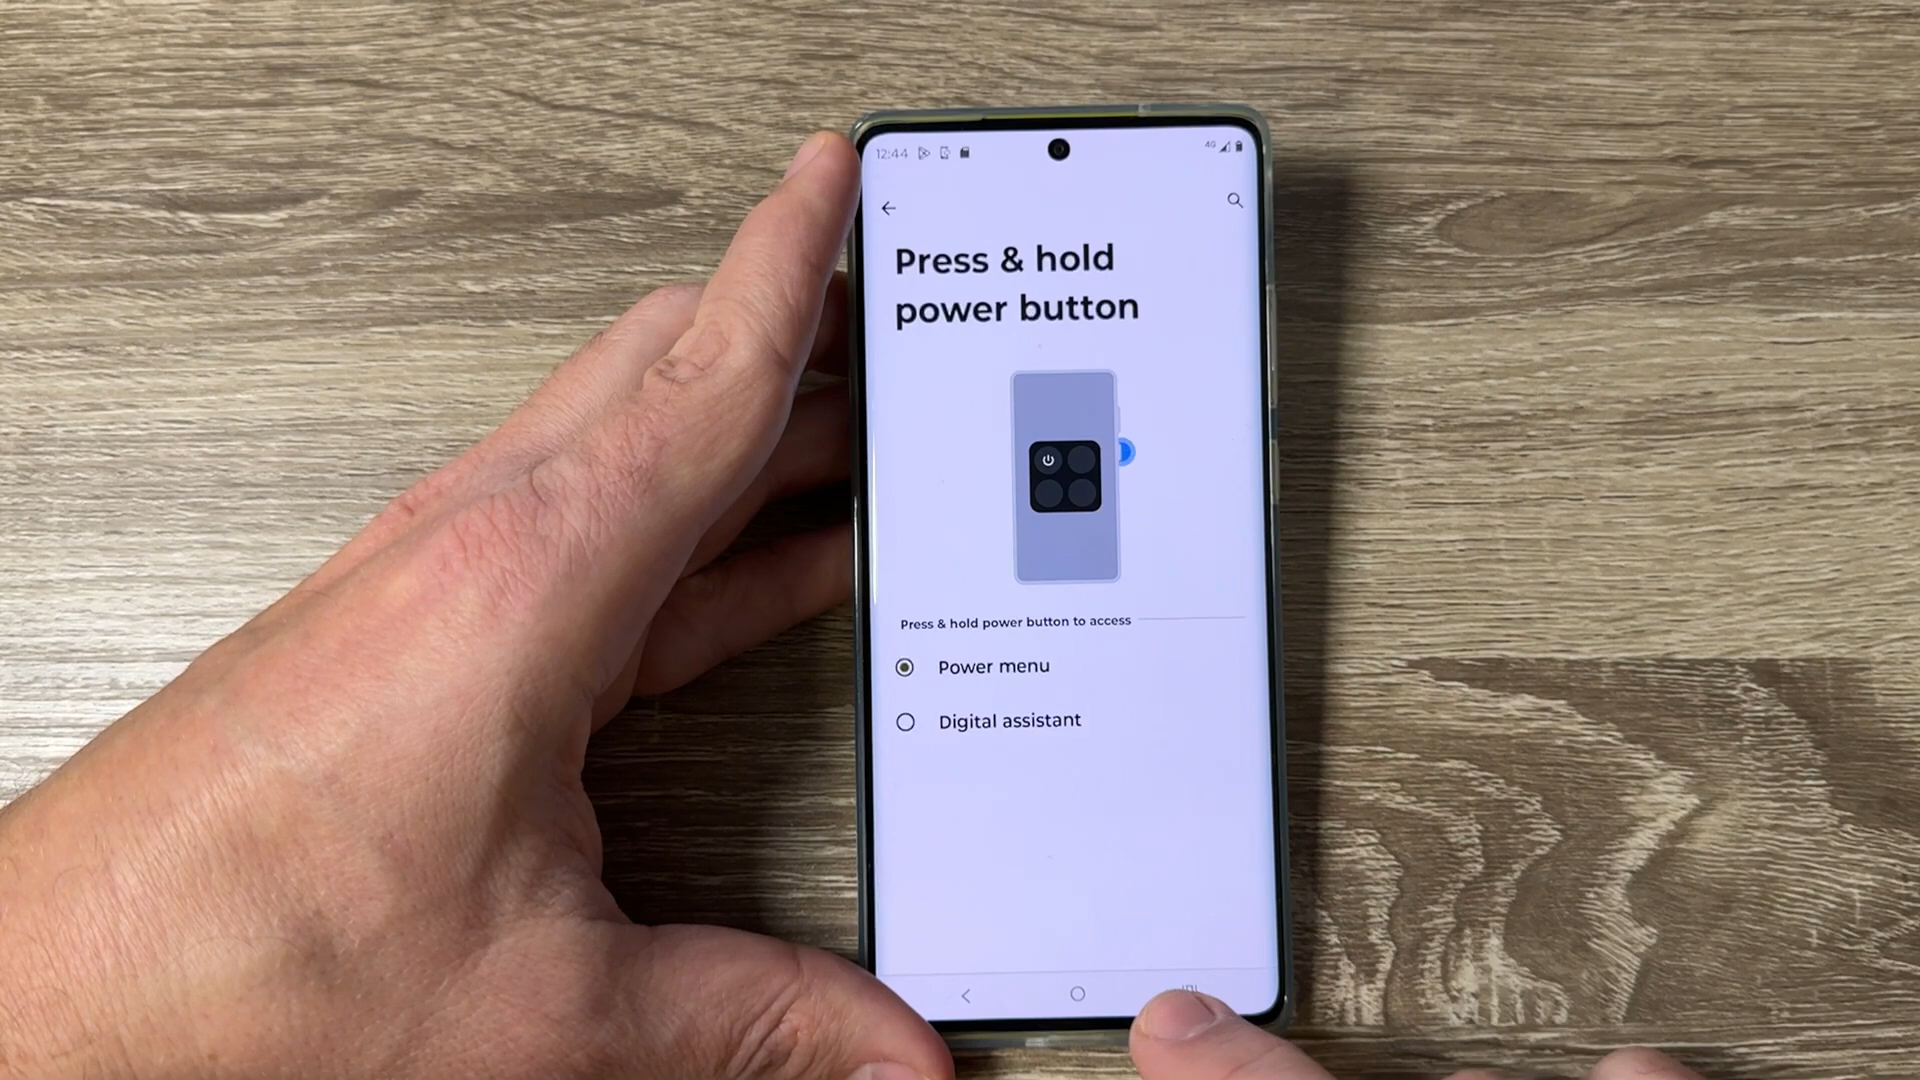 12:44
4G
Press & hold
power button
Press & hold power button to access
Power menu
Digital assistant